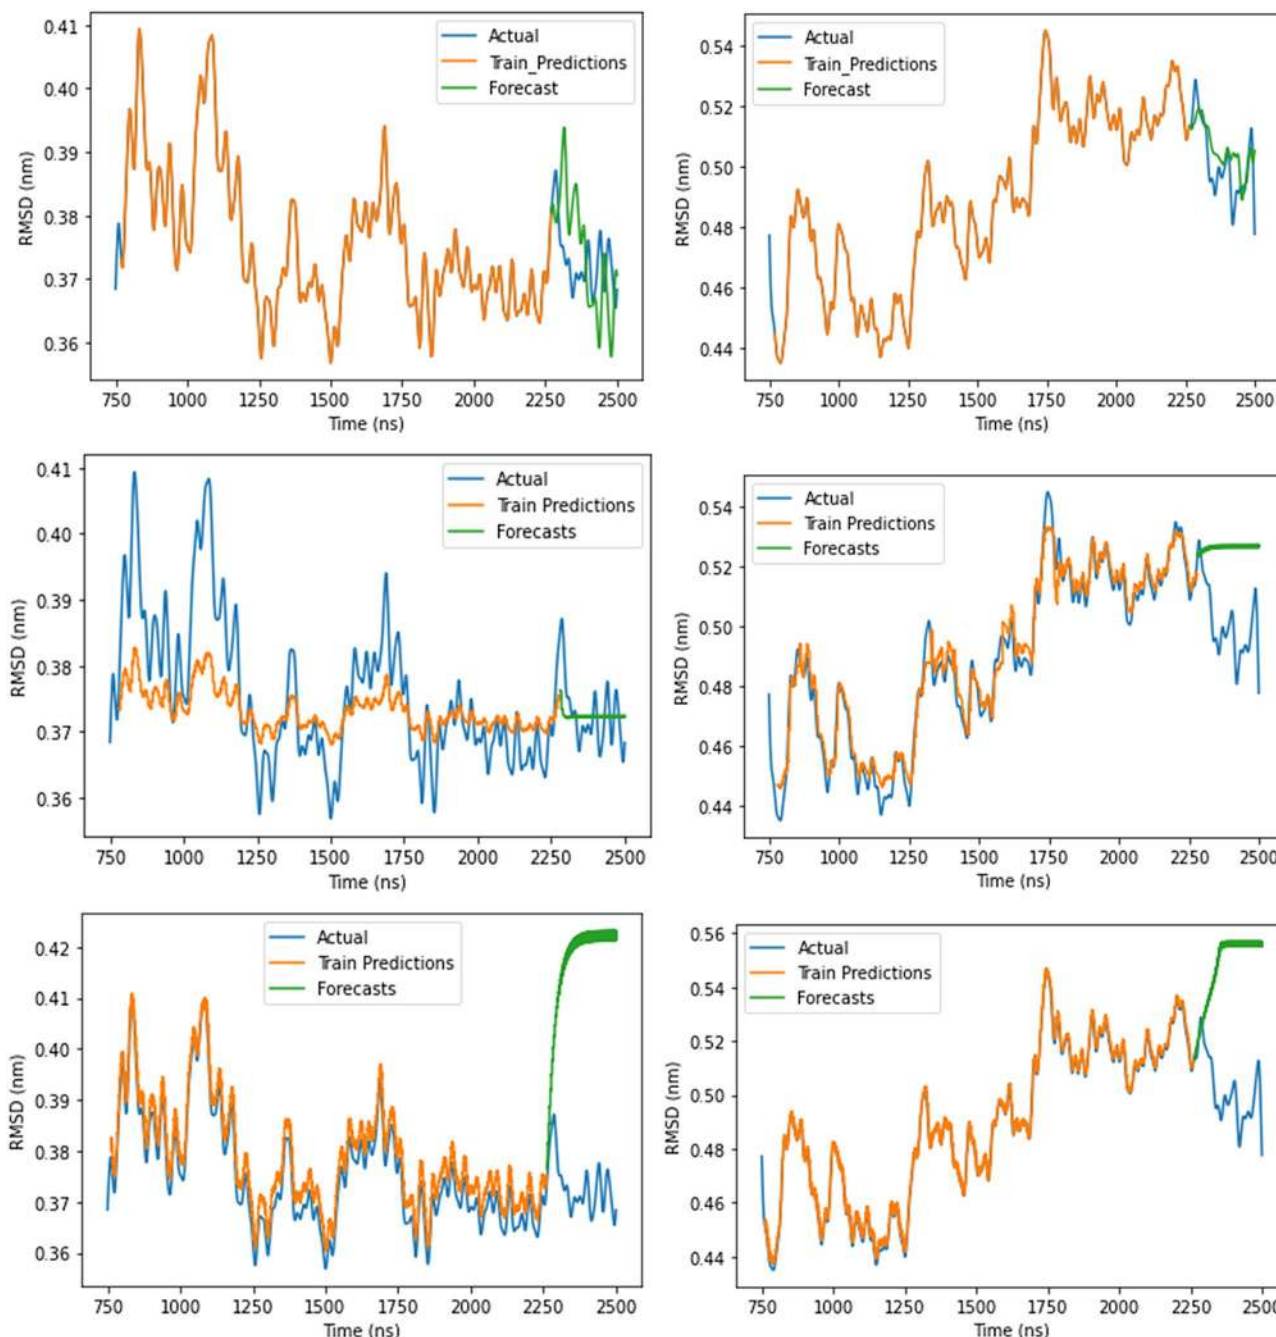 0.41
0.40
0.39
0.38
0.37
0.36
RMSD (nm)
Actual
Train_Predictions
Forecast
750 1000 1250 1500 1750 2000 2250 2500
Time (ns)
0.54
0.52
0.50
0.48
0.46
0.44
RMSD (nm)
Actual
Train_Predictions
Forecast
750 1000 1250 1500 1750 2000 2250 2500
Time (ns)
0.41
0.40
0.39
0.38
0.37
0.36
RMSD (nm)
Actual
Train Predictions
Forecasts
750 1000 1250 1500 1750 2000 2250 2500
Time (ns)
0.54
0.52
0.50
0.48
0.46
0.44
RMSD (nm)
Actual
Train Predictions
Forecasts
750 1000 1250 1500 1750 2000 2250 2500
Time (ns)
0.42
0.41
0.40
0.39
0.38
0.37
0.36
RMSD (nm)
Actual
Train Predictions
Forecasts
750 1000 1250 1500 1750 2000 2250 2500
Time (ns)
0.56
0.54
0.52
0.50
0.48
0.46
0.44
RMSD (nm)
Actual
Train Predictions
Forecasts
750 1000 1250 1500 1750 2000 2250 2500
Time (ns)